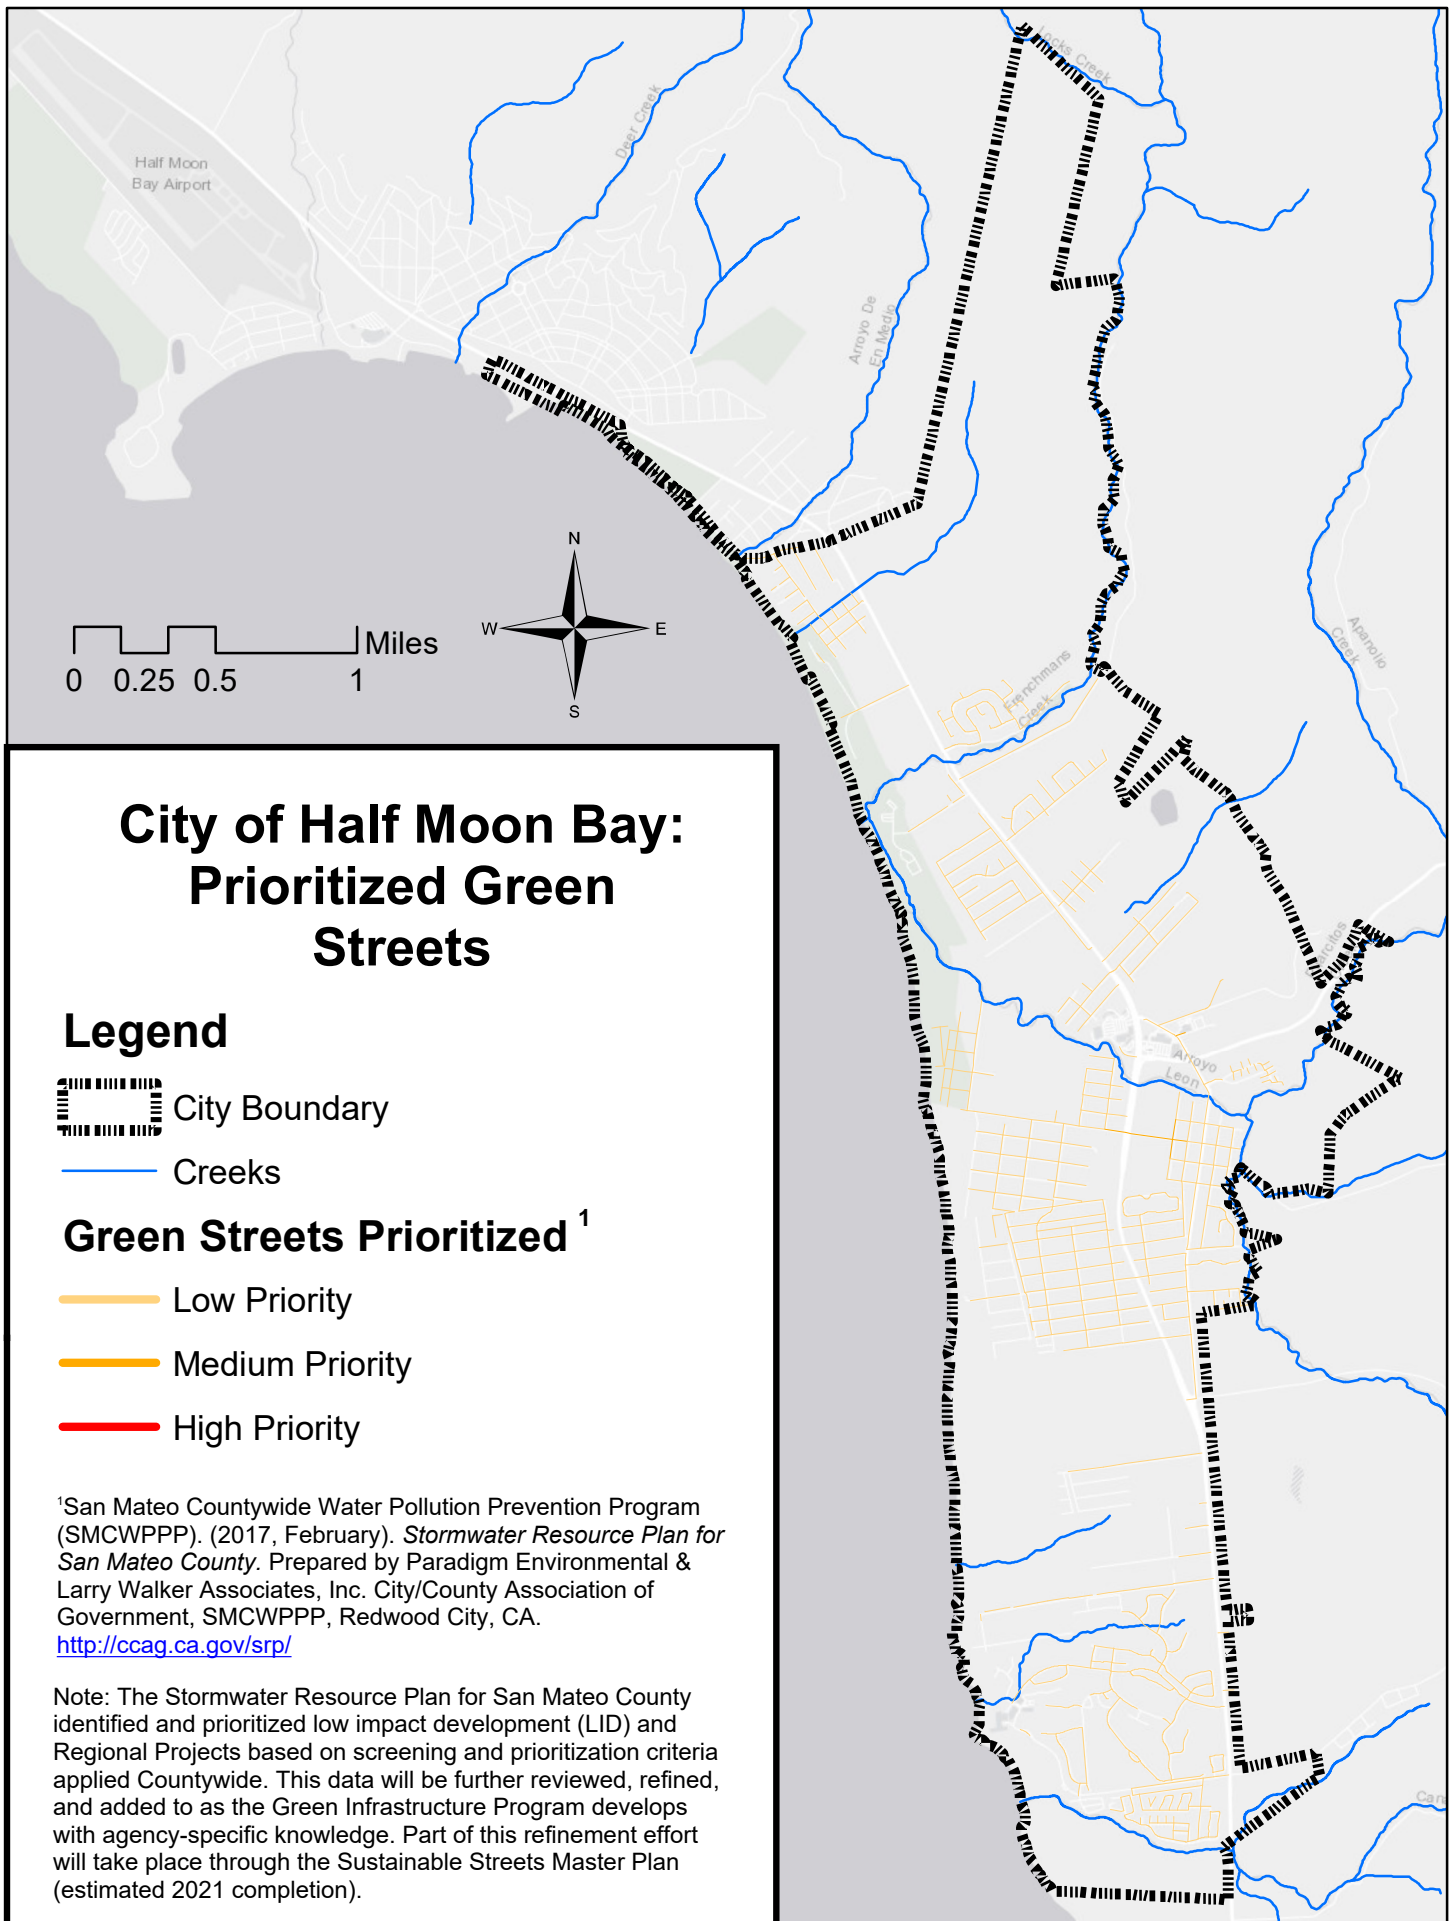 Locks Creek
Deer Creek
Half Moon
Bay Airport
Arroyo De
En Medio
N
W
E
S
Miles
0 0.25 0.5 1
Apanolio
Creek
Frenchmans
Creek
Arroyo
Leon
City of Half Moon Bay:
Prioritized Green
Streets
Legend
City Boundary
Creeks
Green Streets Prioritized 1
Low Priority
Medium Priority
High Priority
1San Mateo Countywide Water Pollution Prevention Program
(SMCWPPP). (2017, February). Stormwater Resource Plan for
San Mateo County. Prepared by Paradigm Environmental &
Larry Walker Associates, Inc. City/County Association of
Government, SMCWPPP, Redwood City, CA.
http://ccag.ca.gov/srp/
Note: The Stormwater Resource Plan for San Mateo County
identified and prioritized low impact development (LID) and
Regional Projects based on screening and prioritization criteria
applied Countywide. This data will be further reviewed, refined,
and added to as the Green Infrastructure Program develops
with agency-specific knowledge. Part of this refinement effort
will take place through the Sustainable Streets Master Plan
(estimated 2021 completion).